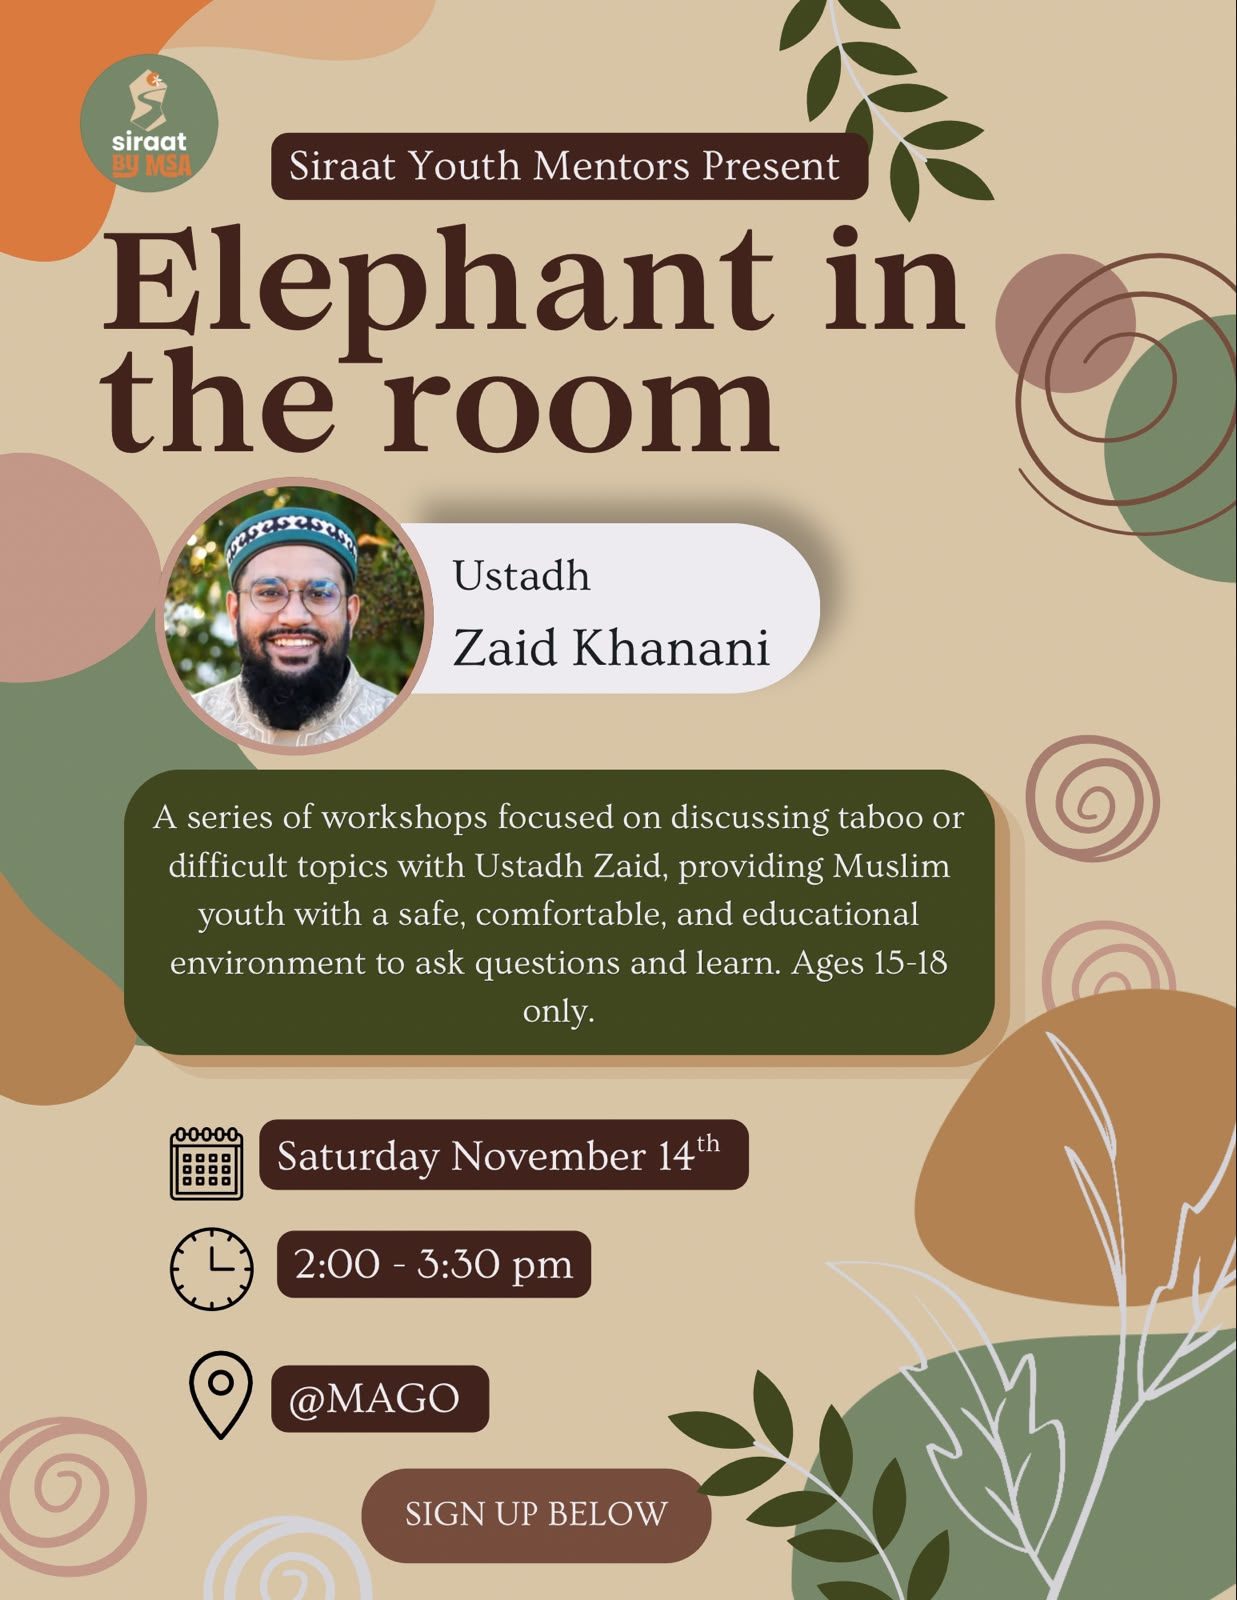 siraat
BY MSA
Siraat Youth Mentors Present
Elephant in
the room
Ustadh
Zaid Khanani
A series of workshops focused on discussing taboo or
difficult topics with Ustadh Zaid, providing Muslim
youth with a safe, comfortable, and educational
environment to ask questions and learn. Ages 15-18
only.
Saturday November 14th
2:00 - 3:30 pm
@MAGO
SIGN UP BELOW